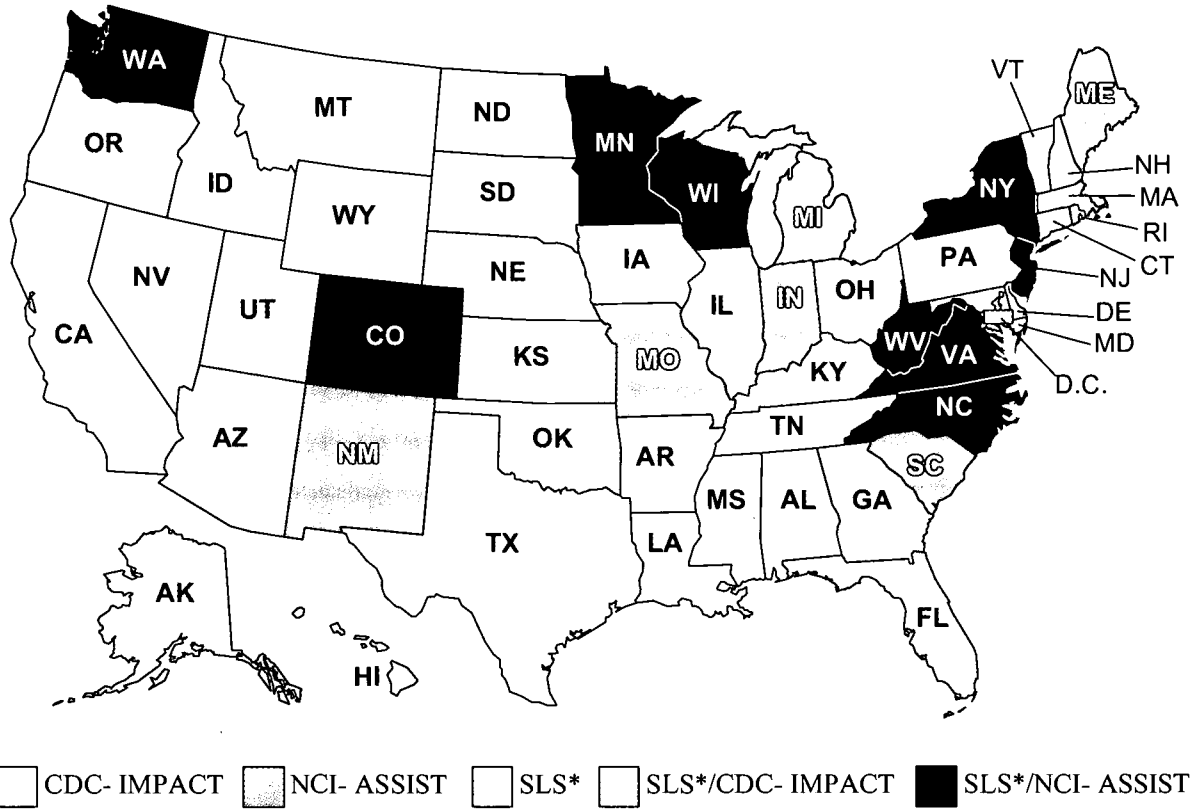 WA
MT
ND
MN
VT
ME
OR
ID
SD
WI
MI
NY
NH
MA
WY
RI
CT
NV
NE
IA
PA
NJ
UT
IL
IN
OH
DE
CA
CO
KS
MO
WV
VA
MD
KY
D.C.
AZ
NM
OK
TN
NC
AR
SC
MS
AL
GA
TX
LA
AK
FL
HI
CDC- IMPACT
NCI- ASSIST
SLS*
SLS*/CDC- IMPACT
SLS*/NCI- ASSIST